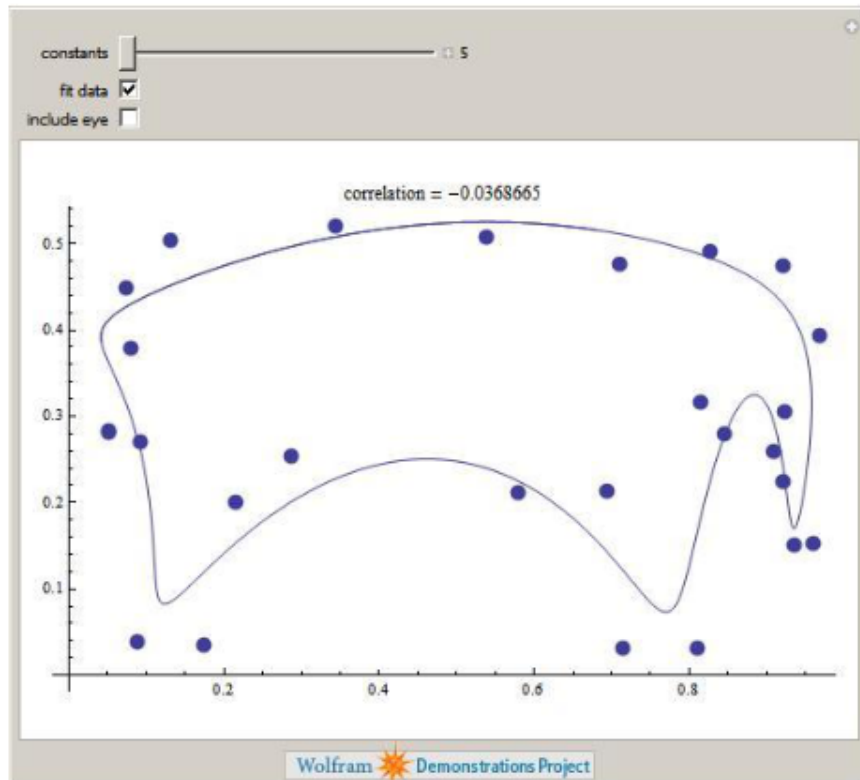 constants 5
fit data
include eye
correlation = −0.0368665
0.5
0.4
0.3
0.2
0.1
0.2 0.4 0.6 0.8
Wolfram Demonstrations Project